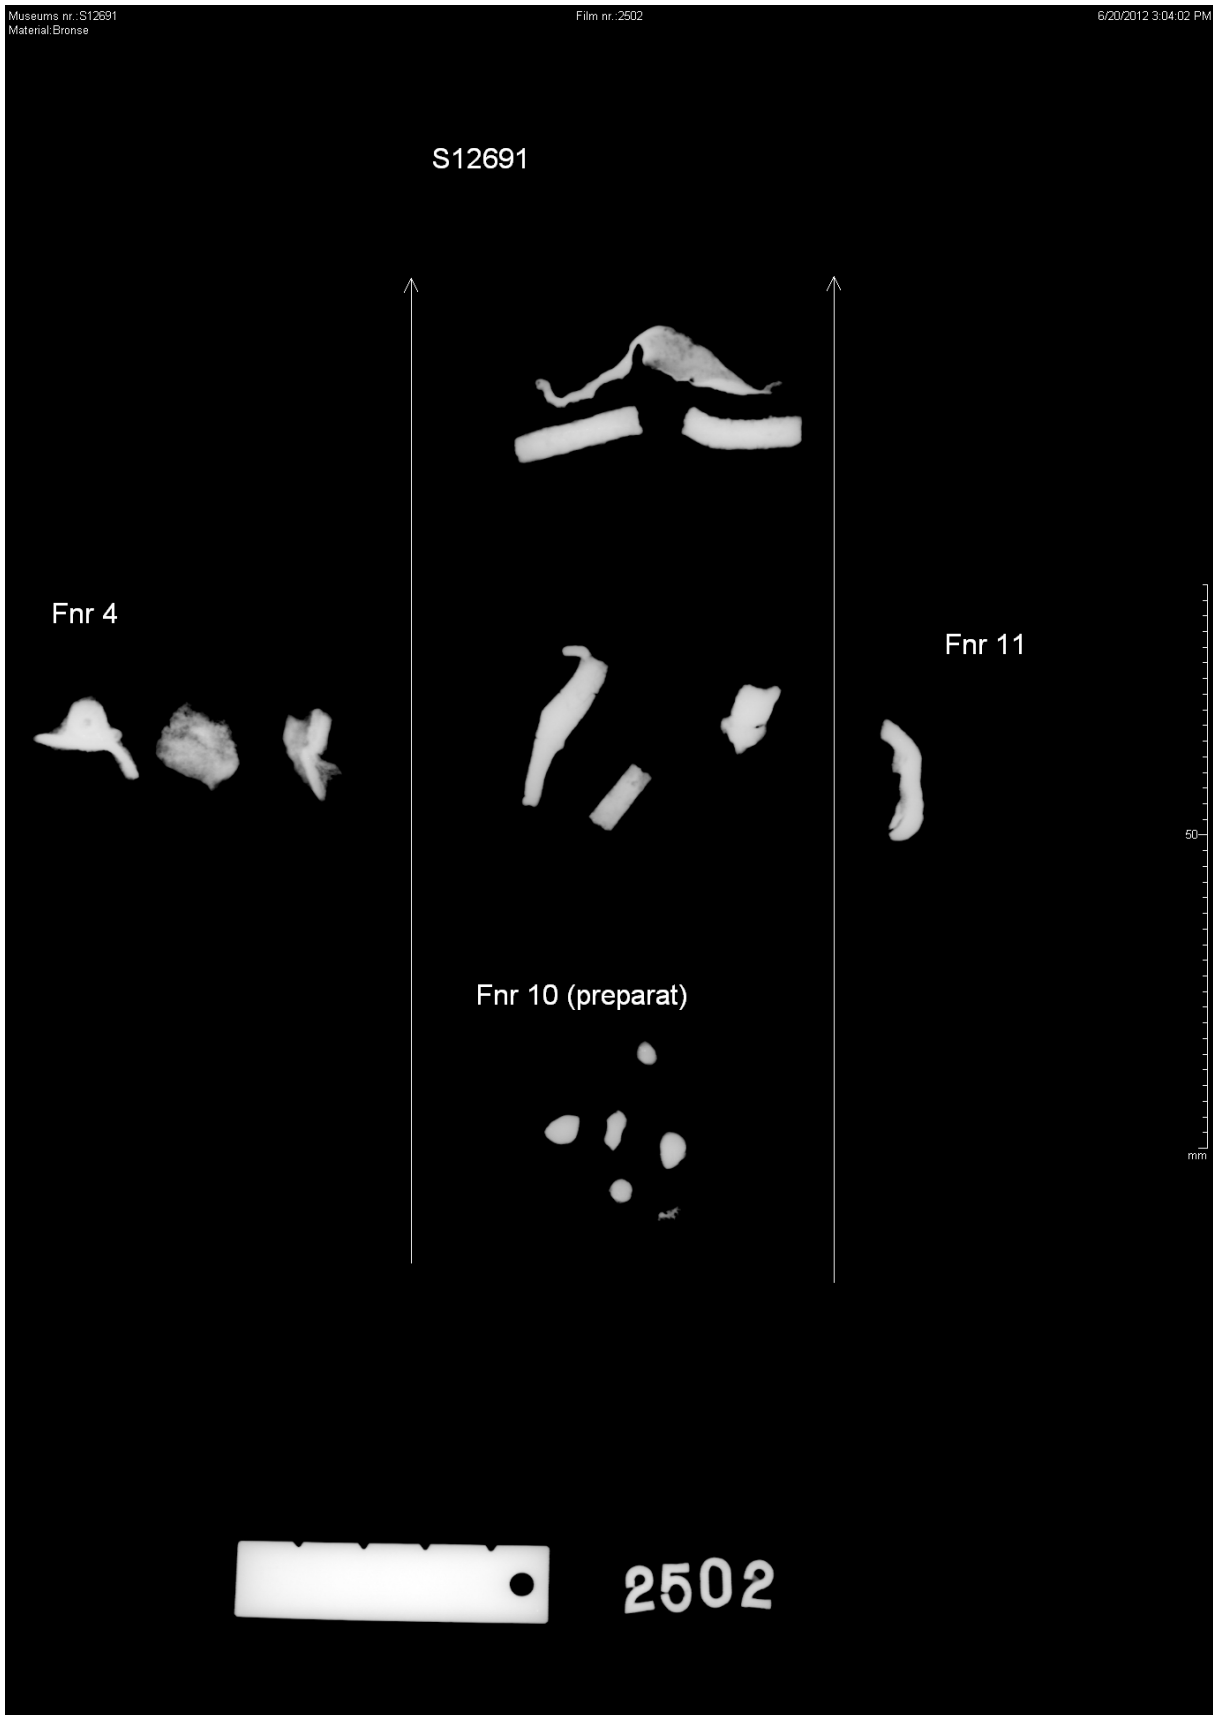 Museums nr.:S12691
Film nr.:2502
6/20/2012 3:04:02 PM
Material:Bronse
S12691
Fnr 4
Fnr 11
50
Fnr 10 (preparat)
mm
2502